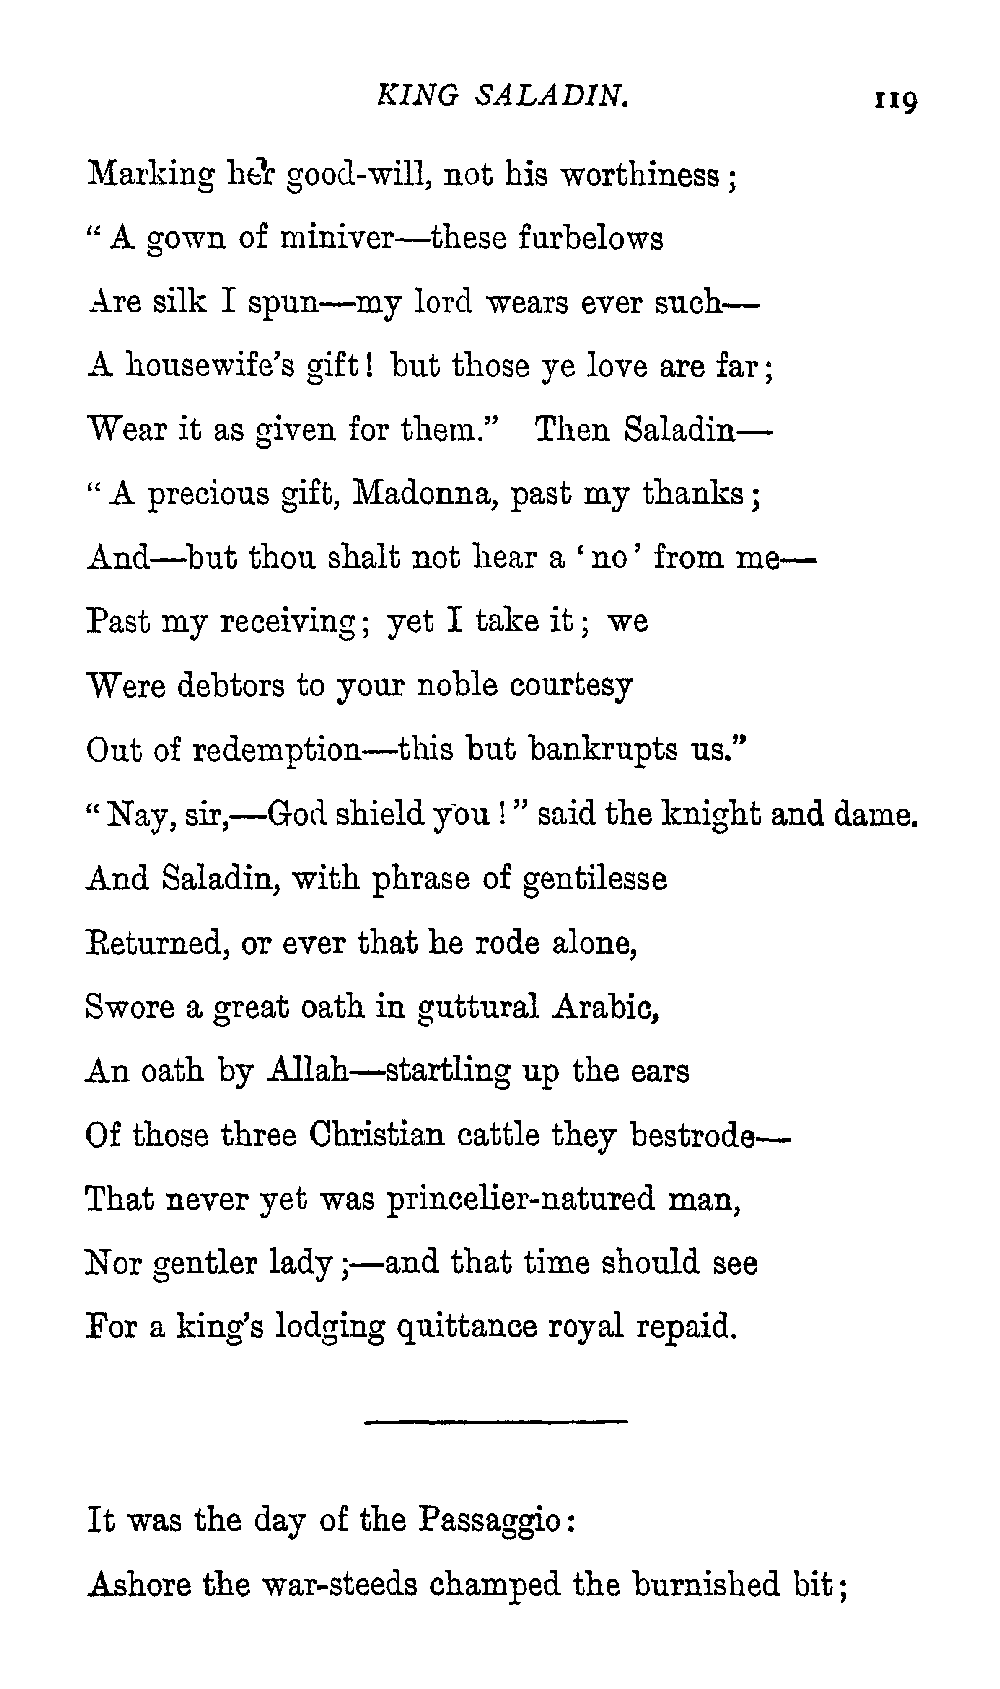 KING SALADIN. 119
Marking her good-will, not his worthiness;
"A gown of miniver—these furbelows
Are silk I spun—my lord wears ever such—
A housewife's gift! but those ye love are far;
Wear it as given for them." Then Saladin—
"A precious gift, Madonna, past my thanks;
And—but thou shalt not hear a 'no' from me—
Past my receiving; yet I take it; we
Were debtors to your noble courtesy
Out of redemption—this but bankrupts us."
"Nay, sir,—God shield you!" said the knight and dame.
And Saladin, with phrase of gentilesse
Returned, or ever that he rode alone,
Swore a great oath in guttural Arabic,
An oath by Allah—startling up the ears
Of those three Christian cattle they bestrode—
That never yet was princelier-natured man,
Nor gentler lady;—and that time should see
For a king's lodging quittance royal repaid.
It was the day of the Passaggio:
Ashore the war-steeds champed the burnished bit;